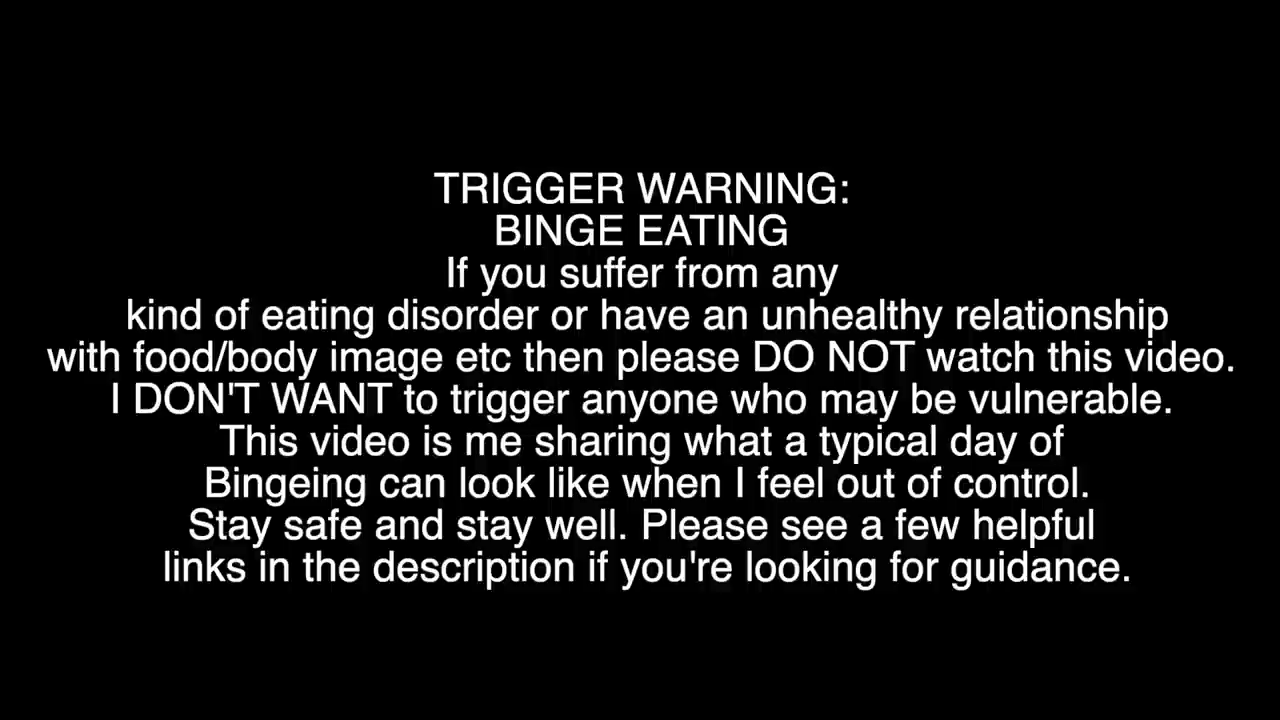 TRIGGER WARNING:
BINGE EATING
If you suffer from any
kind of eating disorder or have an unhealthy relationship
with food/body image etc then please DO NOT watch this video.
I DON'T WANT to trigger anyone who may be vulnerable.
This video is me sharing what a typical day of
Bingeing can look like when I feel out of control.
Stay safe and stay well. Please see a few helpful
links in the description if you're looking for guidance.